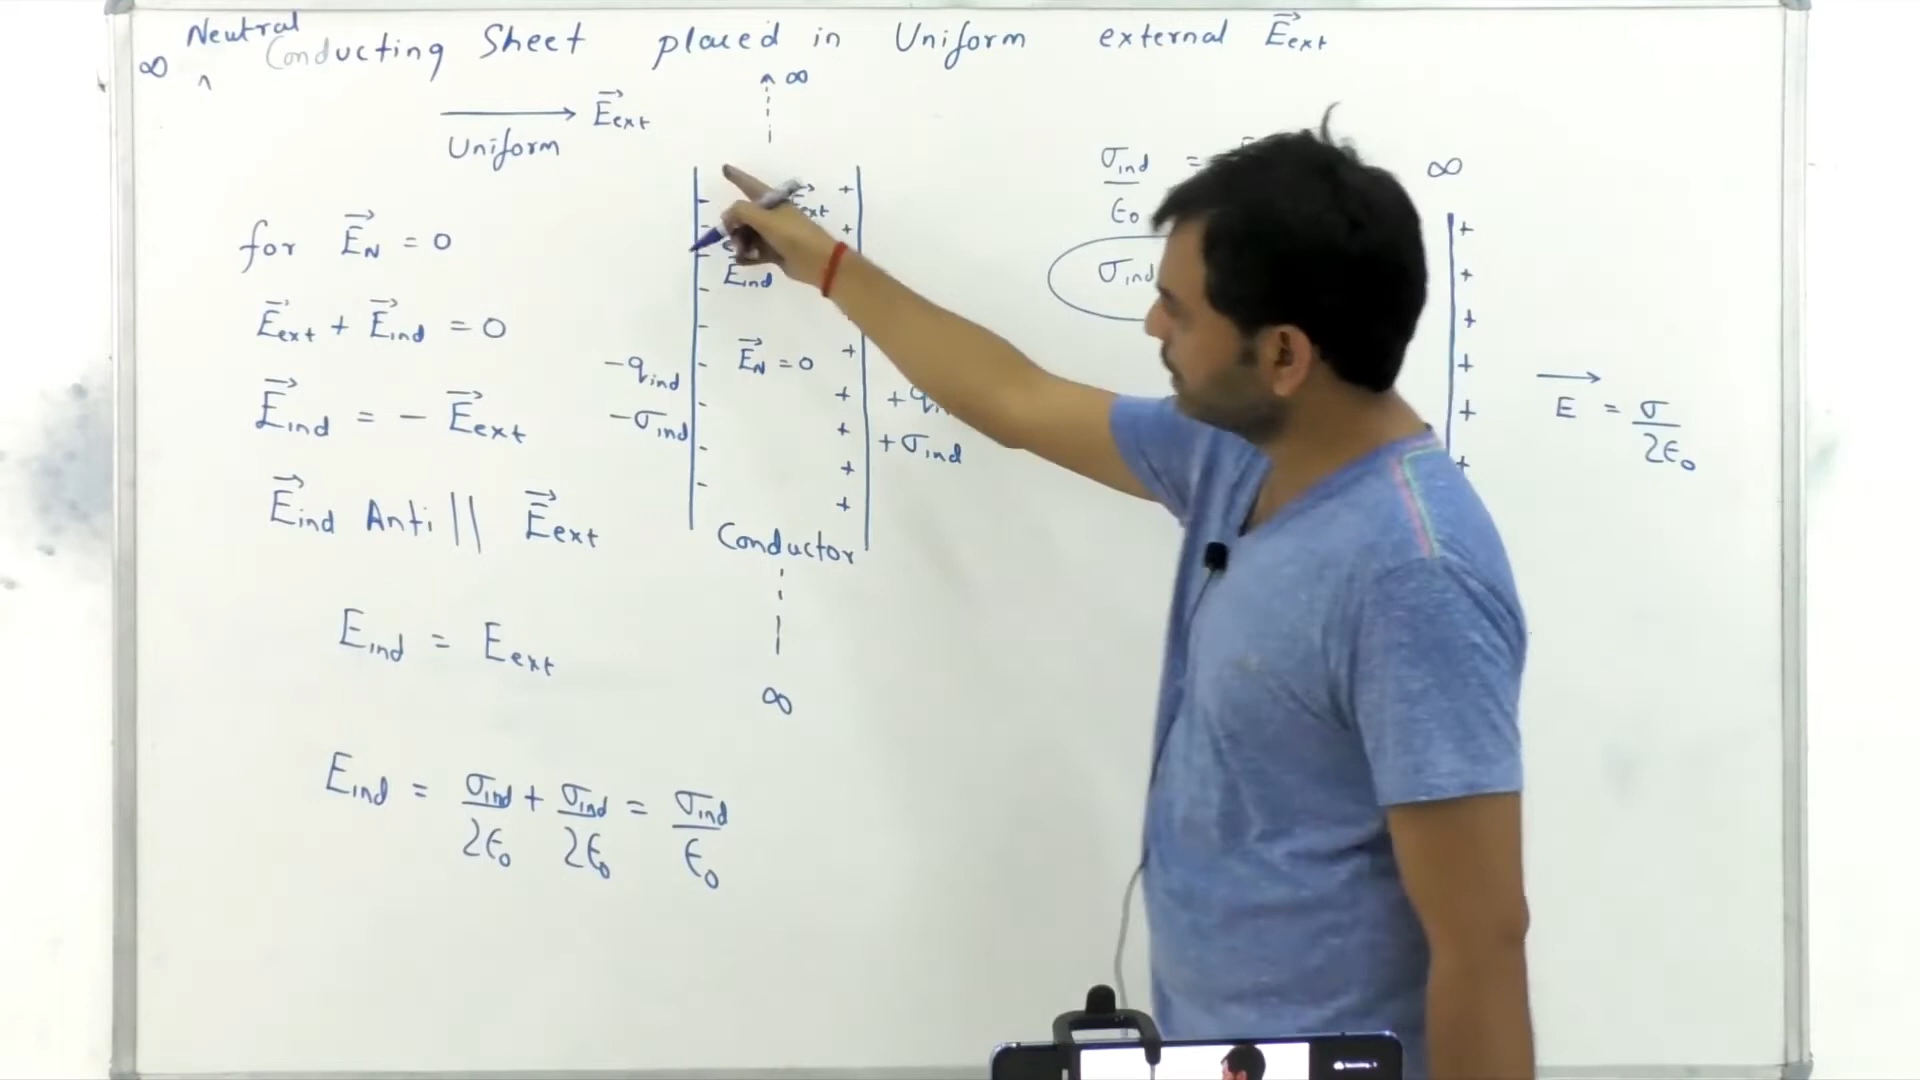 ∞ Neutral Conducting Sheet placed in Uniform external E⃗ext
^
∞
E⃗ext
Uniform
for E⃗N = 0
E⃗ext + E⃗ind = 0
E⃗ind = - E⃗ext
E⃗ind Anti || E⃗ext
Eind = Eext
Eind = σind/2ϵ0 + σind/2ϵ0 = σind/ϵ0
ext
E⃗ind
E⃗N = 0
-qind
-σind
+σind
Conductor
∞
σind/ϵ0 =
σind
∞
E⃗ = σ/2ϵ0